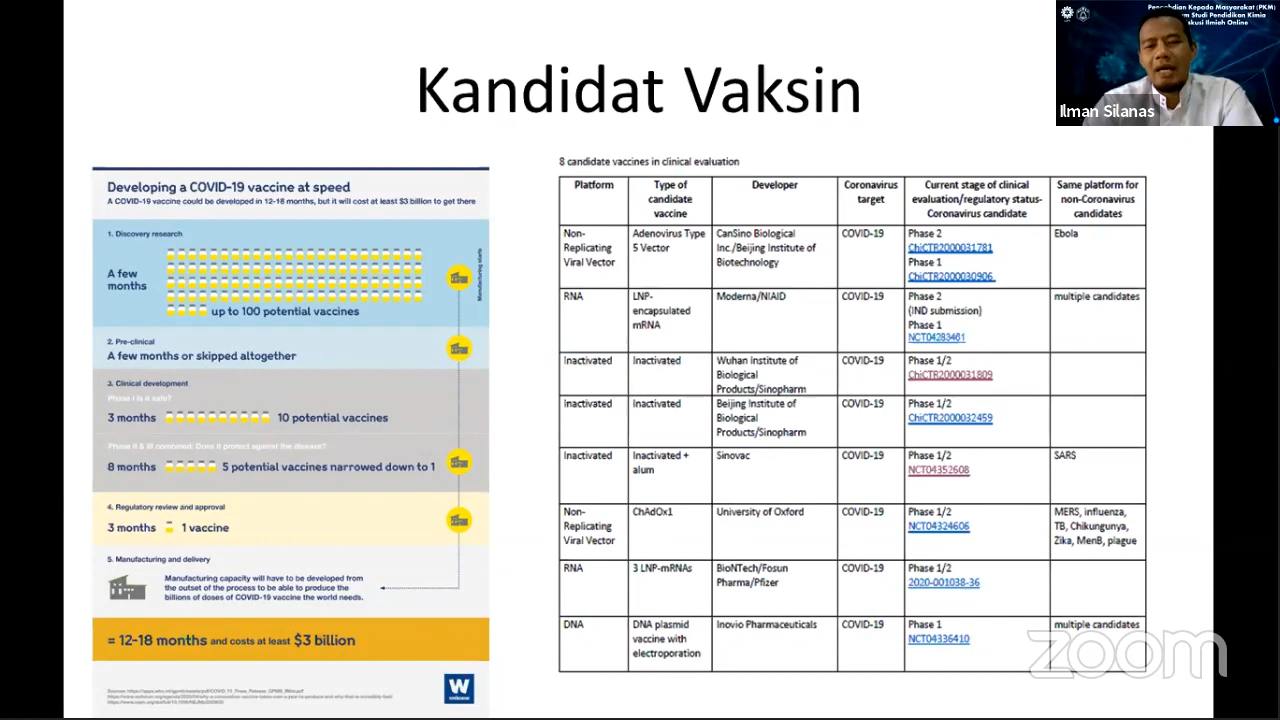 Kandidat Vaksin
Pengabdian Kepada Masyarakat (PKM)
Studi Pendidikan Kimia
Ilmiah Online
Ilman Silanas
Developing a COVID-19 vaccine at speed
A COVID-19 vaccine could be developed in 12-18 months, but it will cost at least $3 billion to get there
1. Discovery research
A few
months
up to 100 potential vaccines
Manufacturing starts
2. Pre-clinical
A few months or skipped altogether
3. Clinical development
Phase I Is it safe?
3 months
10 potential vaccines
Phase II & III combined: Does it protect against the disease?
8 months
5 potential vaccines narrowed down to 1
4. Regulatory review and approval
3 months
1 vaccine
5. Manufacturing and delivery
Manufacturing capacity will have to be developed from
the outset of the process to be able to produce the
billions of doses of COVID-19 vaccine the world needs.
= 12-18 months and costs at least $3 billion
W
wellcome
8 candidate vaccines in clinical evaluation
Platform
Type of
candidate
vaccine
Developer
Coronavirus
target
Current stage of clinical
evaluation/regulatory status-
Coronavirus candidate
Same platform for
non-Coronavirus
candidates
Non-
Replicating
Viral Vector
Adenovirus Type
5 Vector
CanSino Biological
Inc./Beijing Institute of
Biotechnology
COVID-19
Phase 2
ChiCTR2000031781
Phase 1
ChiCTR2000030906
Ebola
RNA
LNP-
encapsulated
mRNA
Moderna/NIAID
COVID-19
Phase 2
(IND submission)
Phase 1
NCT04283461
multiple candidates
Inactivated
Inactivated
Wuhan Institute of
Biological
Products/Sinopharm
COVID-19
Phase 1/2
ChiCTR2000031809
Inactivated
Inactivated
Beijing Institute of
Biological
Products/Sinopharm
COVID-19
Phase 1/2
ChiCTR2000032459
Inactivated
Inactivated +
alum
Sinovac
COVID-19
Phase 1/2
NCT04352608
SARS
Non-
Replicating
Viral Vector
ChAdOx1
University of Oxford
COVID-19
Phase 1/2
NCT04324606
MERS, influenza,
TB, Chikungunya,
Zika, MenB, plague
RNA
3 LNP-mRNAs
BioNTech/Fosun
Pharma/Pfizer
COVID-19
Phase 1/2
2020-001038-36
DNA
DNA plasmid
vaccine with
electroporation
Inovio Pharmaceuticals
COVID-19
Phase 1
NCT04336410
multiple candidates
zoom